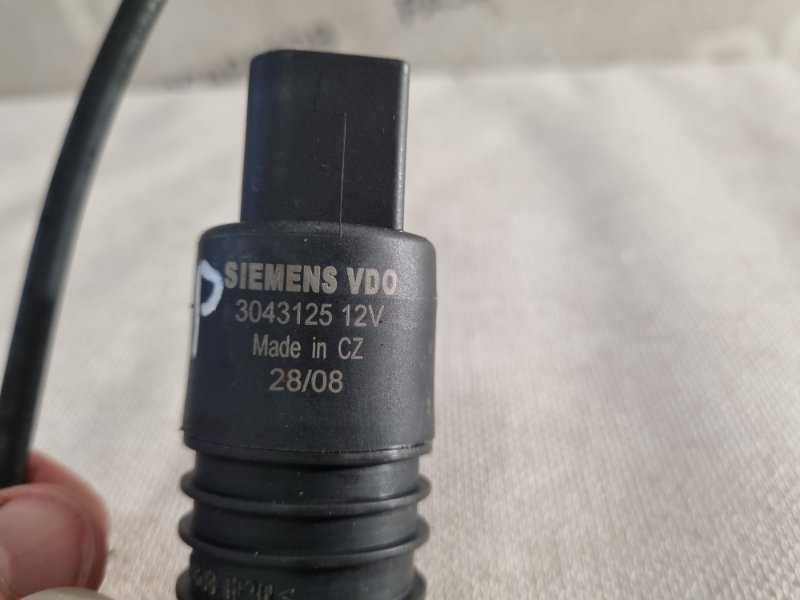 SIEMENS VDO
3043125 12V
Made in CZ
28/08
P